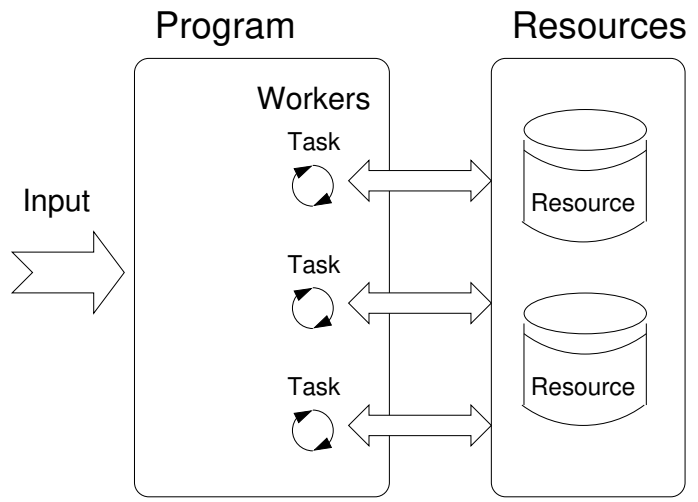 Program
Resources
Workers
Task
Input
Resource
Task
Task
Resource